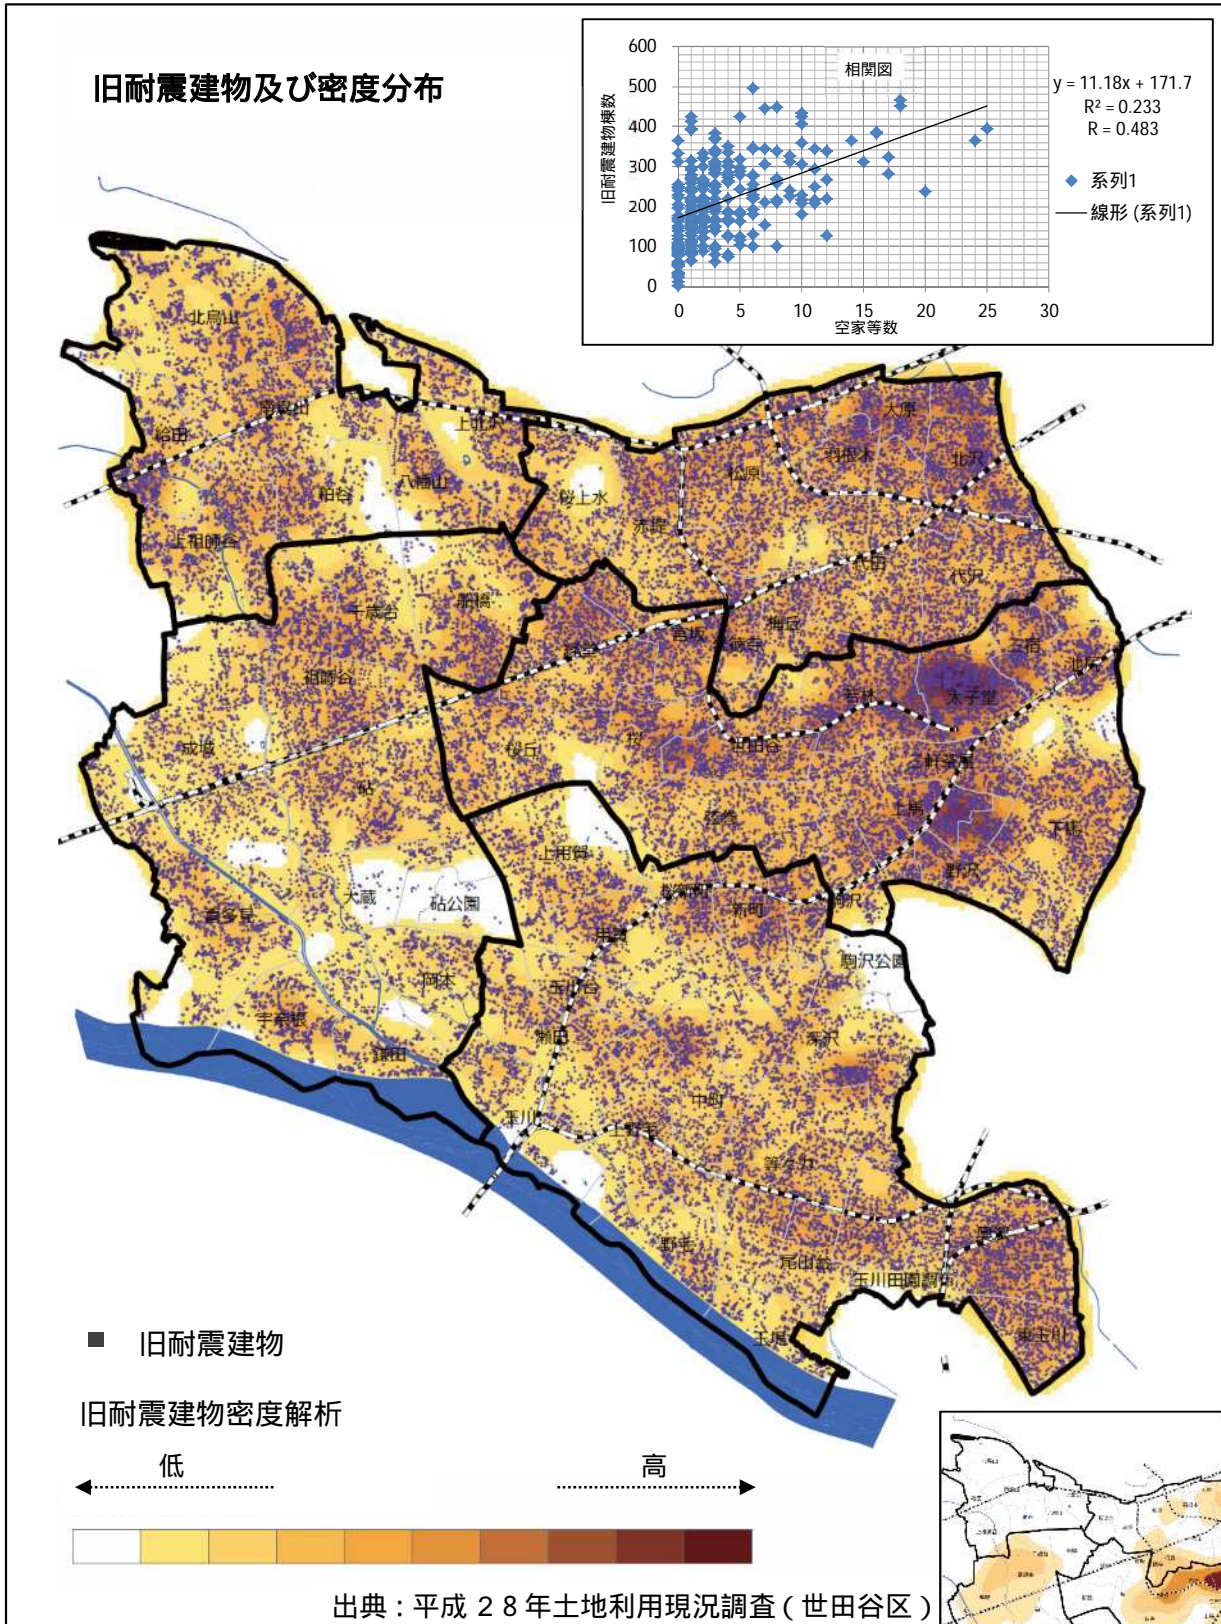 旧耐震建物及び密度分布
600
500
400
300
200
100
0
旧耐震建物棟数
相関図
y = 11.18x + 171.7
R² = 0.233
R = 0.483
系列1
線形 (系列1)
0 5 10 15 20 25 30
空家等数
北烏山
南烏山
給田
上北沢
粕谷
八幡山
上祖師谷
桜上水
松原
赤堤
大原
羽根木
北沢
代田
代沢
千歳台
船橋
祖師谷
経堂
宮坂
梅丘
豪徳寺
三宿
池尻
若林
太子堂
成城
桜丘
桜
世田谷
三軒茶屋
砧
弦巻
上馬
下馬
野沢
上用賀
大蔵
砧公園
桜新町
新町
駒沢
喜多見
用賀
駒沢公園
岡本
玉川台
宇奈根
瀬田
深沢
鎌田
中町
玉川
上野毛
等々力
野毛
尾山台
奥沢
玉川田園調布
玉堤
東玉川
旧耐震建物
旧耐震建物密度解析
低 高
出典：平成２８年土地利用現況調査（世田谷区）